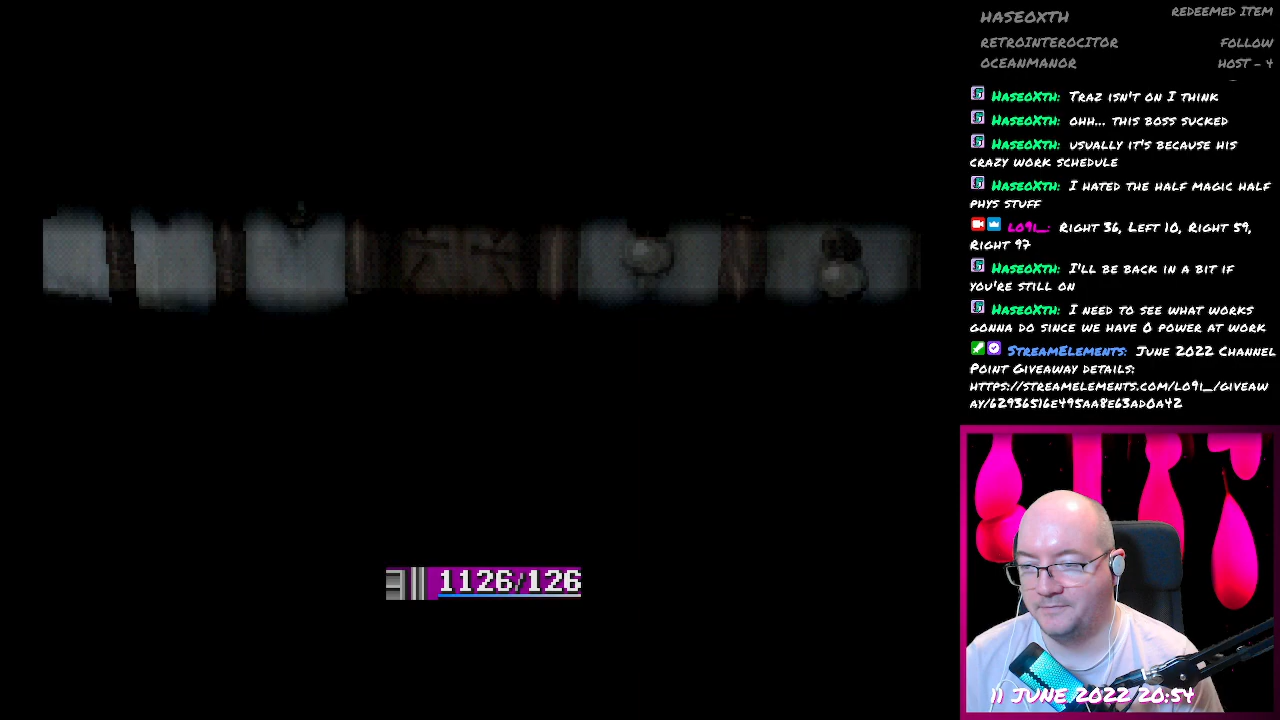 HASEOXTH REDEEMED ITEM
RETROINTEROCITOR FOLLOW
OCEANMANOR HOST - 4
HaseoXth: Traz isn't on I think
HaseoXth: ohh... this boss sucked
HaseoXth: usually it's because his
crazy work schedule
HaseoXth: I hated the half magic half
phys stuff
lo9i_: Right 36, Left 10, Right 59,
Right 97
HaseoXth: I'll be back in a bit if
you're still on
HaseoXth: I need to see what works
gonna do since we have 0 power at work
StreamElements: June 2022 Channel
Point Giveaway details:
https://streamelements.com/lo9i_/giveaw
ay/62936516e495aa8e63ad0a42
1126/126
11 June 2022 20:54